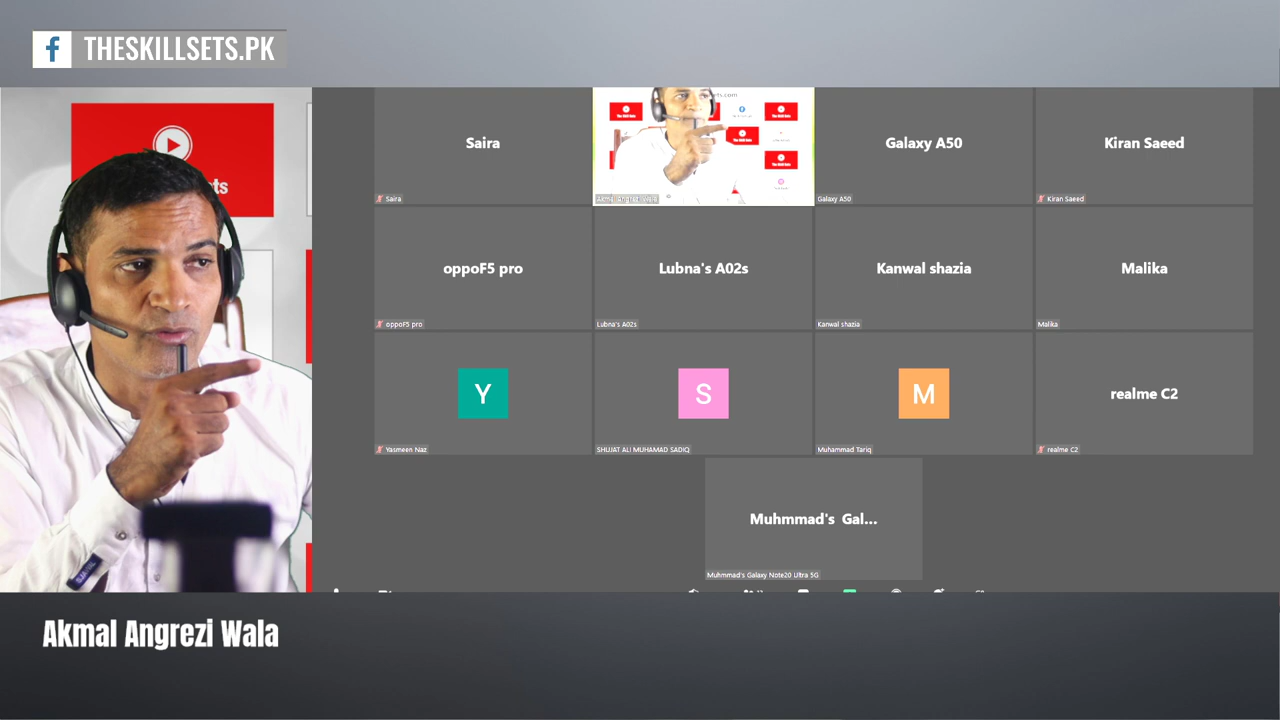 f THESKILLSETS.PK
ts
Saira
Saira
Galaxy A50
Galaxy A50
Kiran Saeed
Kiran Saeed
oppoF5 pro
oppoF5 pro
Lubna's A02s
Lubna's A02s
Kanwal shazia
Kanwal shazia
Malika
Malika
Y
Yasmeen Naz
S
SHUJAT ALI MUHAMAD SADIQ
M
Muhammad Tariq
realme C2
realme C2
Muhmmad's Gal...
Muhmmad's Galaxy Note20 Ultra 5G
Akmal Angrezi Wala